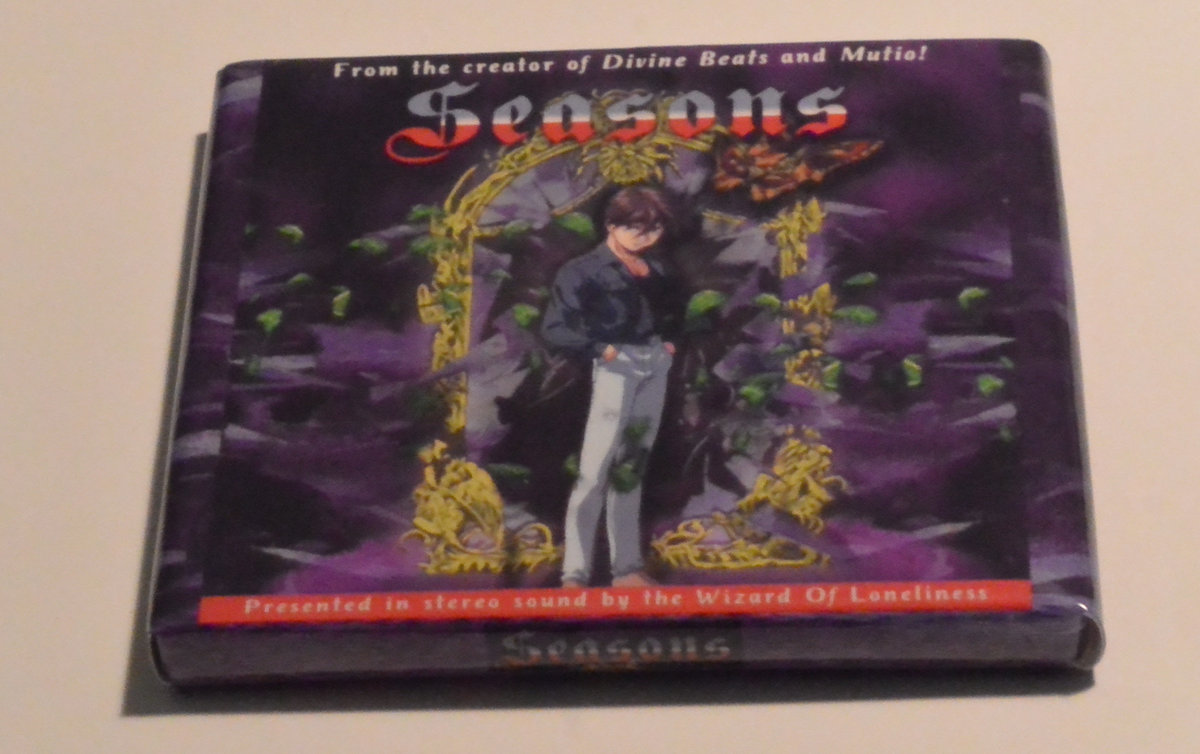 From the creator of Divine Beats and Mutio!
Seasons
Presented in stereo sound by the Wizard Of Loneliness
Seasons